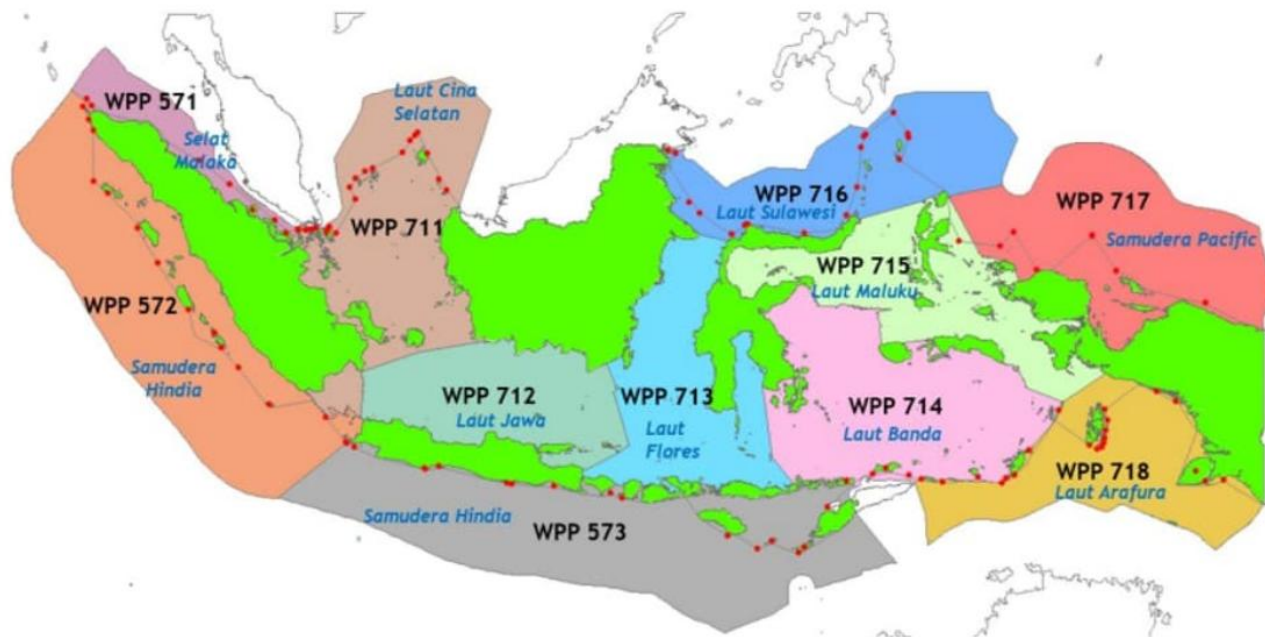 WPP 571
Selat
Malaka
Laut Cina
Selatan
WPP 711
WPP 572
Samudera
Hindia
WPP 712
Laut Jawa
WPP 713
Laut
Flores
WPP 716
Laut Sulawesi
WPP 715
Laut Maluku
WPP 717
Samudera Pacific
WPP 714
Laut Banda
WPP 718
Laut Arafura
Samudera Hindia
WPP 573